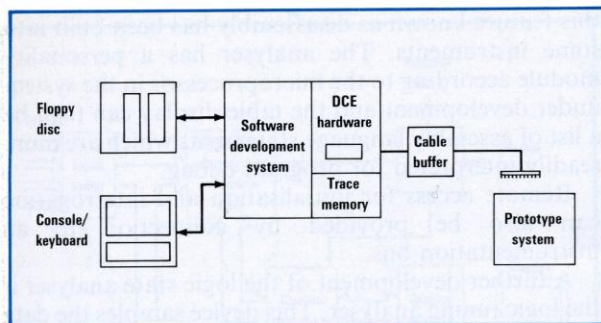 Floppy
disc
Console/
keyboard
Software
development
system
DCE
hardware
Trace
memory
Cable
buffer
Prototype
system